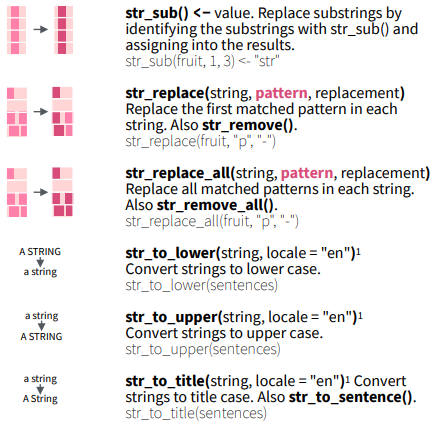 str_sub() <- value. Replace substrings by
identifying the substrings with str_sub() and
assigning into the results.
str_sub(fruit, 1, 3) <- "str"
str_replace(string, pattern, replacement)
Replace the first matched pattern in each
string. Also str_remove().
str_replace(fruit, "p", "-")
str_replace_all(string, pattern, replacement)
Replace all matched patterns in each string.
Also str_remove_all().
str_replace_all(fruit, "p", "-")
A STRING
a string
str_to_lower(string, locale = "en")1
Convert strings to lower case.
str_to_lower(sentences)
a string
A STRING
str_to_upper(string, locale = "en")1
Convert strings to upper case.
str_to_upper(sentences)
a string
A String
str_to_title(string, locale = "en")1 Convert
strings to title case. Also str_to_sentence().
str_to_title(sentences)